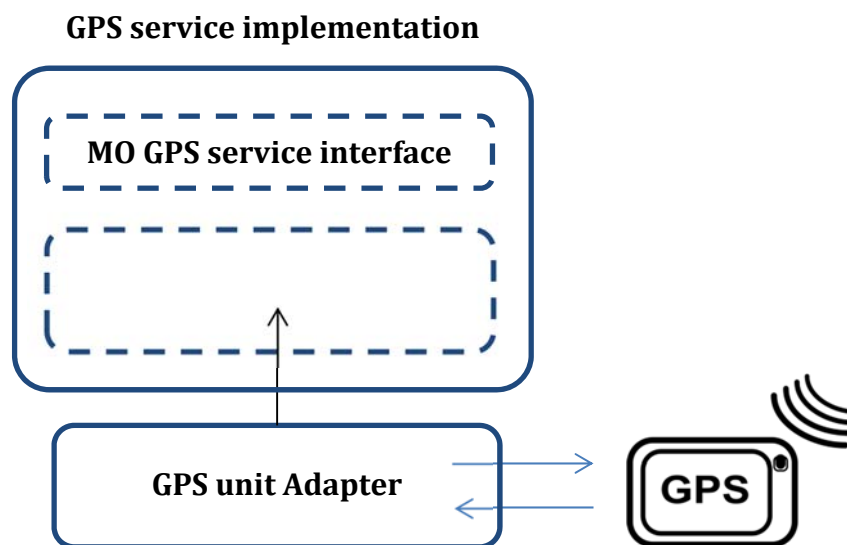 GPS service implementation
MO GPS service interface
GPS unit Adapter
GPS